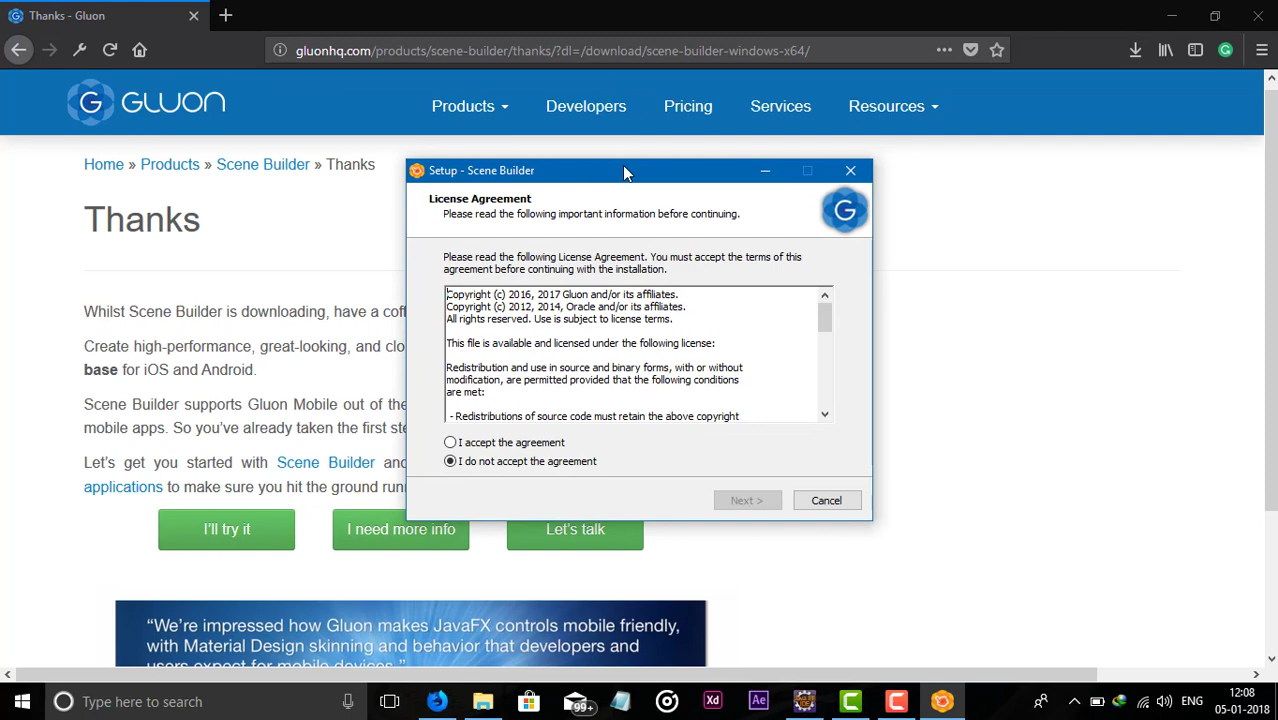 Thanks - Gluon
gluonhq.com/products/scene-builder/thanks/?dl=/download/scene-builder-windows-x64/
GLUON
Products
Developers
Pricing
Services
Resources
Home » Products » Scene Builder » Thanks
Thanks
Whilst Scene Builder is downloading, have a
Create high-performance, great-looking, and
base for iOS and Android.
Scene Builder supports Gluon Mobile out of the
mobile apps. So you've already taken the first
Let's get you started with Scene Builder
applications to make sure you hit the ground
I'll try it
I need more info
Let's talk
"We're impressed how Gluon makes JavaFX controls mobile friendly,
with Material Design skinning and behavior that developers and
users expect for mobile devices."
Setup - Scene Builder
License Agreement
Please read the following important information before continuing.
G
Please read the following License Agreement. You must accept the terms of this
agreement before continuing with the installation.
Copyright (c) 2016, 2017 Gluon and/or its affiliates.
Copyright (c) 2012, 2014, Oracle and/or its affiliates.
All rights reserved. Use is subject to license terms.
This file is available and licensed under the following license:
Redistribution and use in source and binary forms, with or without
modification, are permitted provided that the following conditions
are met:
- Redistributions of source code must retain the above copyright
I accept the agreement
I do not accept the agreement
Next >
Cancel
Type here to search
99+
Xd
Ae
ENG
12:08
05-01-2018